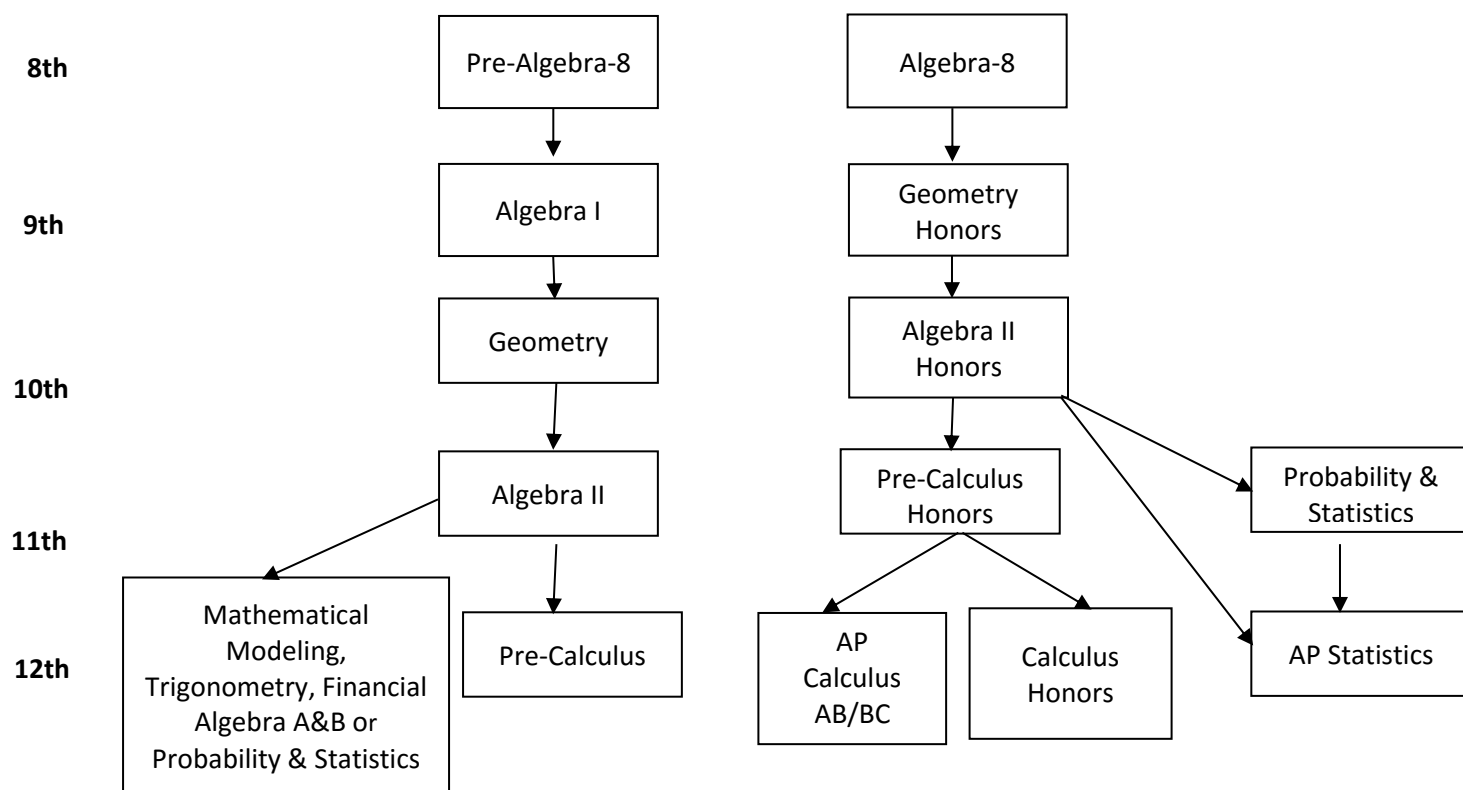 8th
Pre-Algebra-8
Algebra-8
9th
Algebra I
Geometry
Honors
Geometry
Algebra II
Honors
10th
Algebra II
Pre-Calculus
Honors
Probability &
Statistics
11th
Mathematical
Modeling,
Trigonometry, Financial
Algebra A&B or
Probability & Statistics
Pre-Calculus
AP
Calculus
AB/BC
Calculus
Honors
AP Statistics
12th